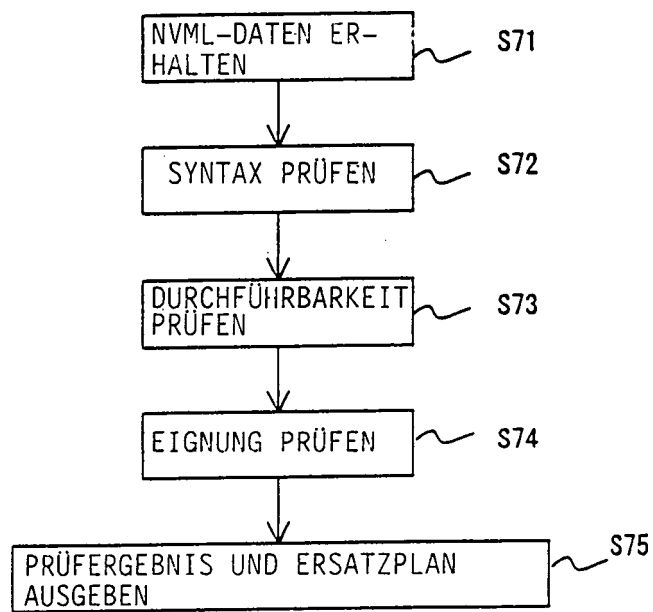 NVML-DATEN ER-
HALTEN
S71
SYNTAX PRÜFEN
S72
DURCHFÜHRBARKEIT
PRÜFEN
S73
EIGNUNG PRÜFEN
S74
PRÜFERGEBNIS UND ERSATZPLAN
AUSGEBEN
S75